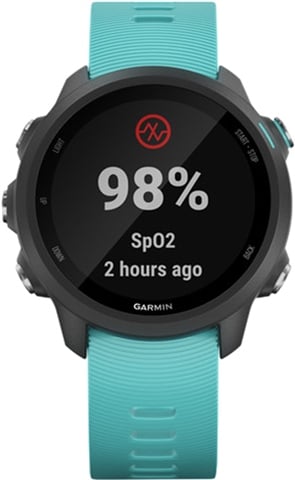 LIGHT
START • STOP
98%
UP
SpO2
2 hours ago
DOWN
BACK
GARMIN